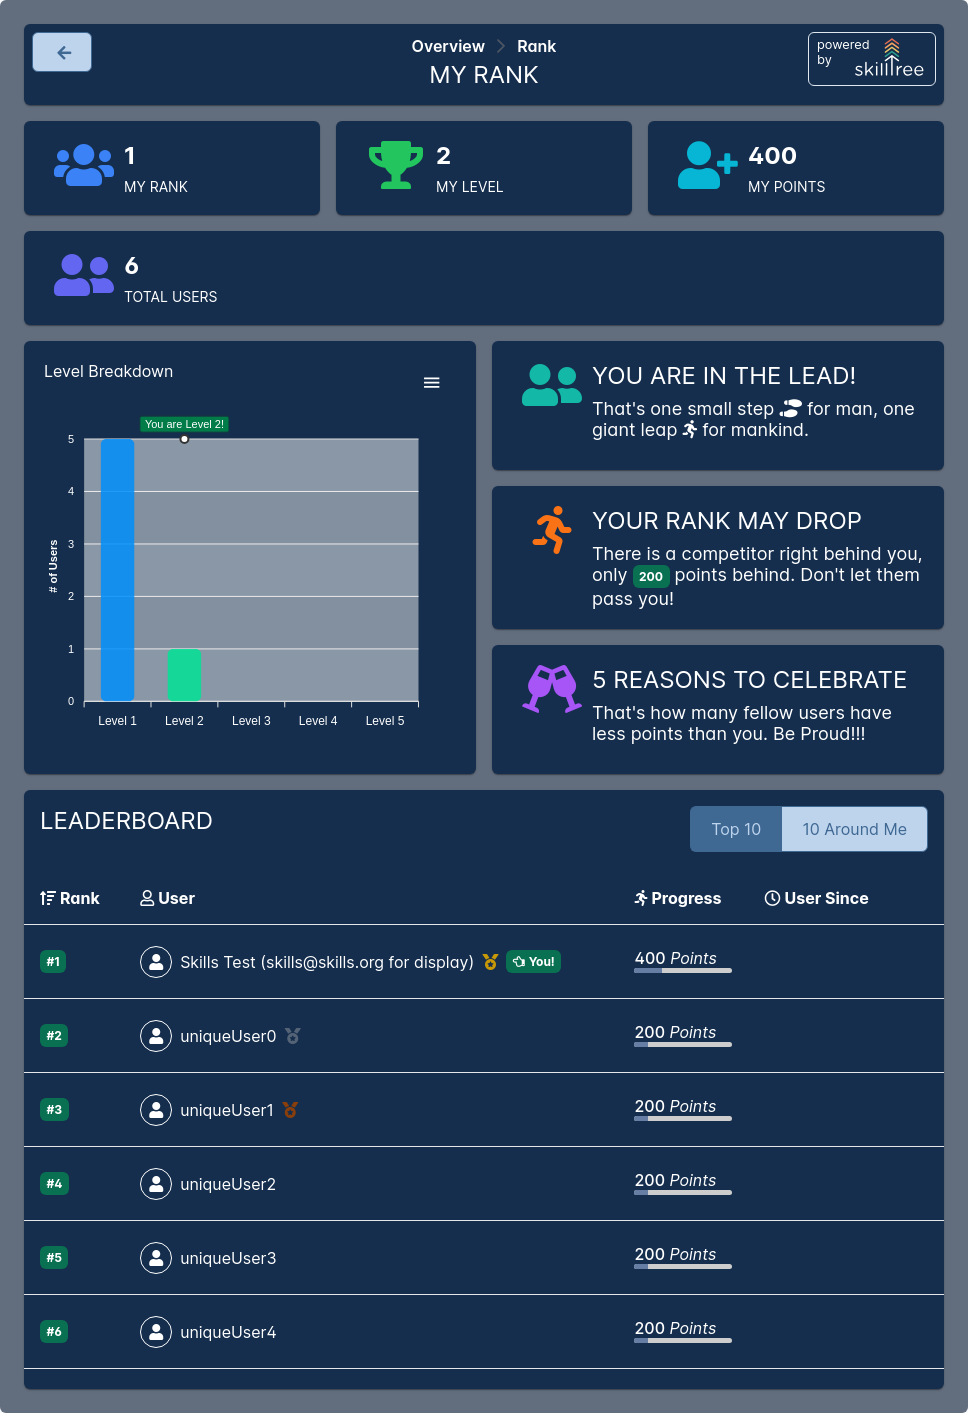 Overview
Rank
MY RANK
powered
by
skilltree
1
MY RANK
2
MY LEVEL
400
MY POINTS
6
TOTAL USERS
Level Breakdown
You are Level 2!
5
4
3
2
1
0
# of Users
Level 1
Level 2
Level 3
Level 4
Level 5
YOU ARE IN THE LEAD!
That's one small step for man, one
giant leap for mankind.
YOUR RANK MAY DROP
There is a competitor right behind you,
only 200 points behind. Don't let them
pass you!
5 REASONS TO CELEBRATE
That's how many fellow users have
less points than you. Be Proud!!!
LEADERBOARD
Top 10
10 Around Me
Rank User Progress User Since
#1 Skills Test (skills@skills.org for display) You! 400 Points
#2 uniqueUser0 200 Points
#3 uniqueUser1 200 Points
#4 uniqueUser2 200 Points
#5 uniqueUser3 200 Points
#6 uniqueUser4 200 Points